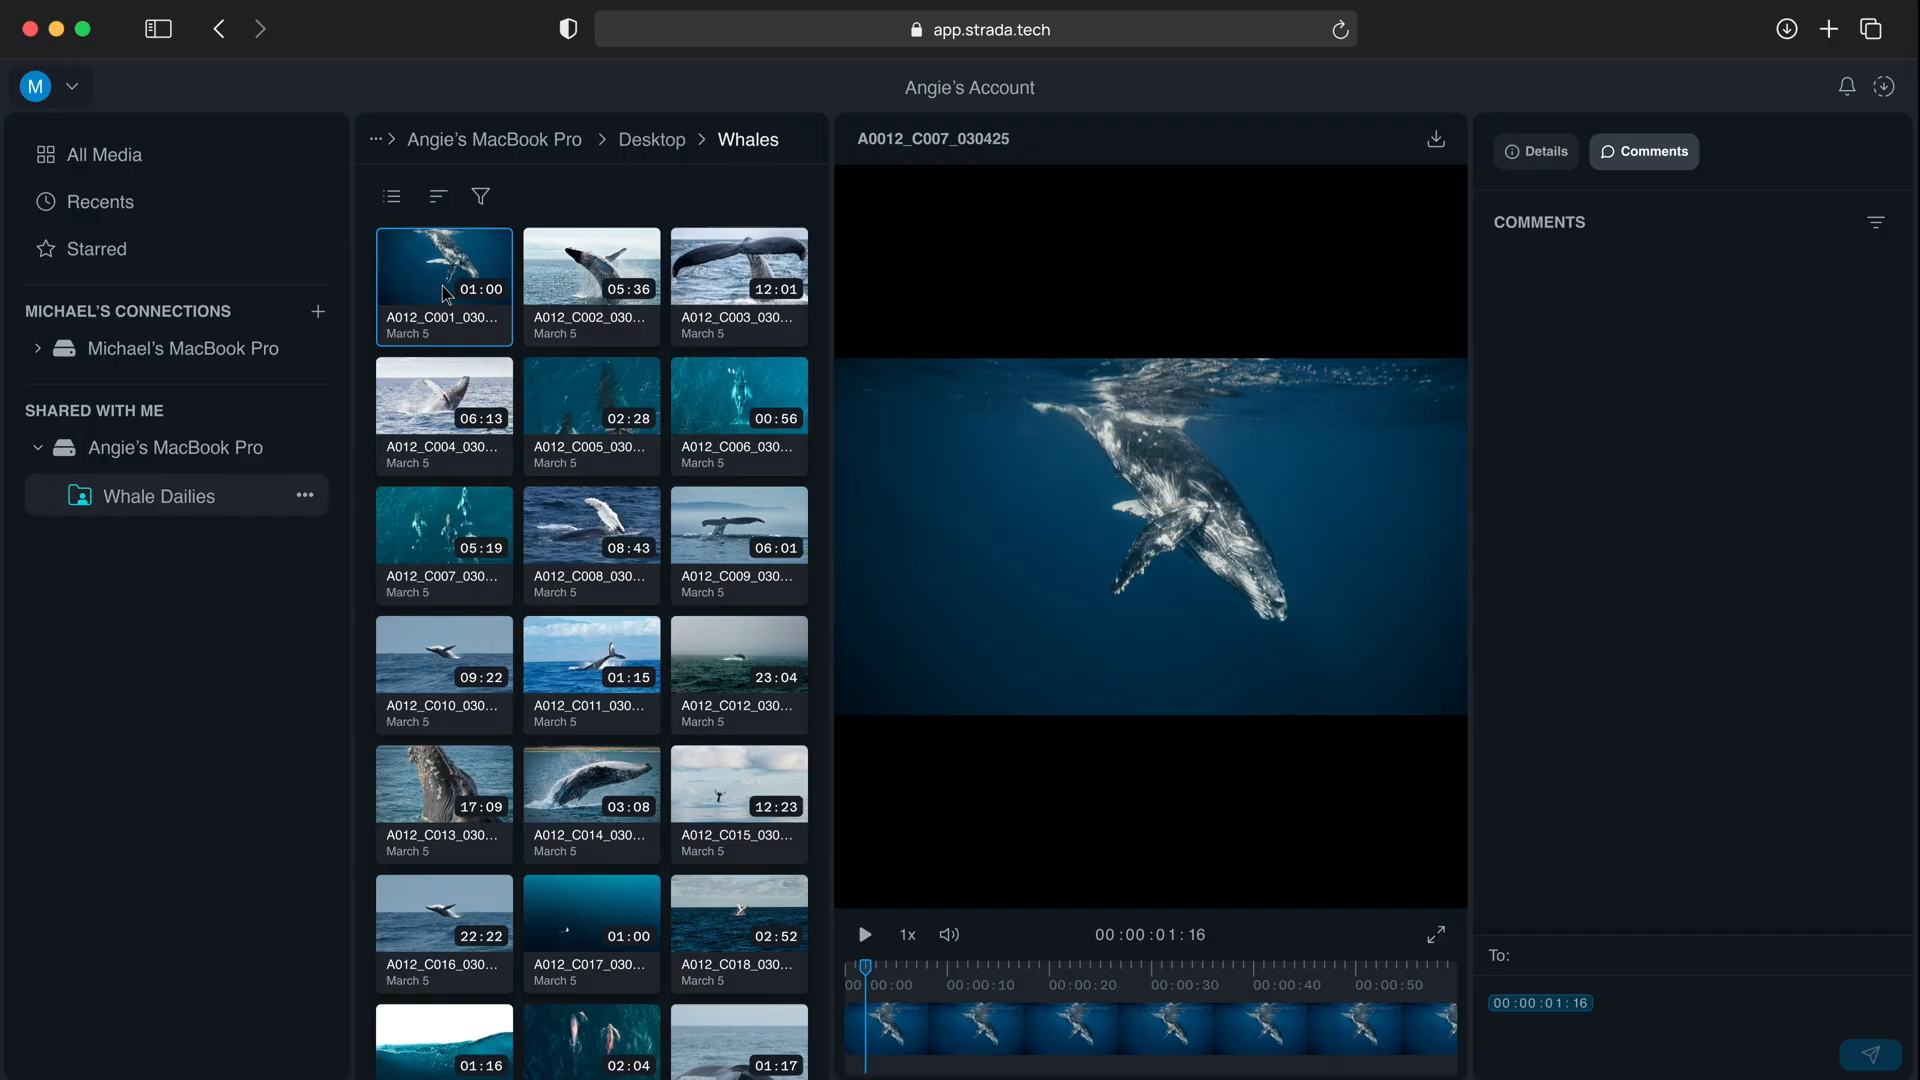 app.strada.tech
M
Angie's Account
All Media
Recents
Starred
MICHAEL'S CONNECTIONS
Michael's MacBook Pro
SHARED WITH ME
Angie's MacBook Pro
Whale Dailies
Angie's MacBook Pro > Desktop > Whales
01:00 05:36 12:01
A012_C001_030... A012_C002_030... A012_C003_030...
March 5 March 5 March 5
06:13 02:28 00:56
A012_C004_030... A012_C005_030... A012_C006_030...
March 5 March 5 March 5
05:19 08:43 06:01
A012_C007_030... A012_C008_030... A012_C009_030...
March 5 March 5 March 5
09:22 01:15 23:04
A012_C010_030... A012_C011_030... A012_C012_030...
March 5 March 5 March 5
17:09 03:08 12:23
A012_C013_030... A012_C014_030... A012_C015_030...
March 5 March 5 March 5
22:22 01:00 02:52
A012_C016_030... A012_C017_030... A012_C018_030...
March 5 March 5 March 5
01:16 02:04 01:17
A0012_C007_030425
1x
00:00:01:16
00:00:00 00:00:10 00:00:20 00:00:30 00:00:40 00:00:50
Details Comments
COMMENTS
To:
00:00:01:16